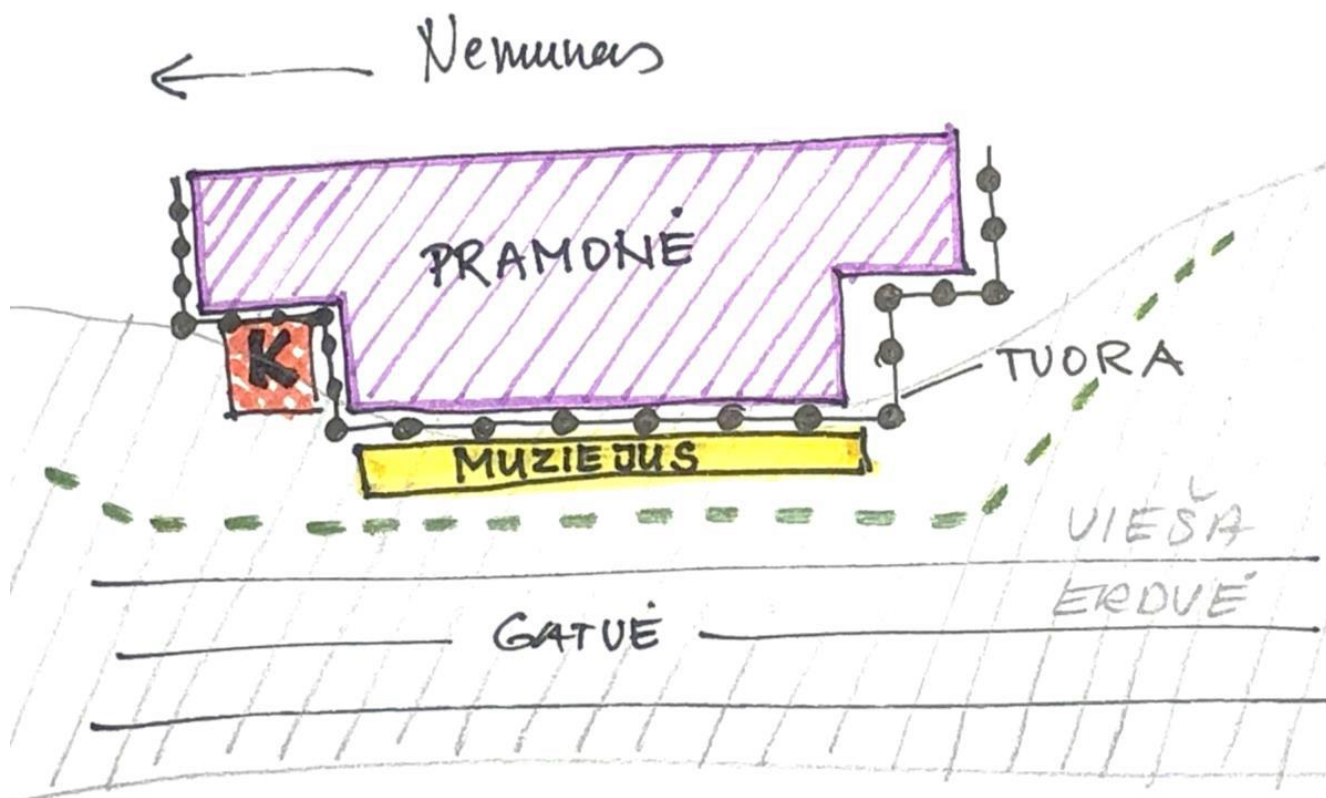 Nemunas
PRAMONĖ
K
TUORA
MUZIEJUS
VIEŠA
ERDVĖ
GATVĖ